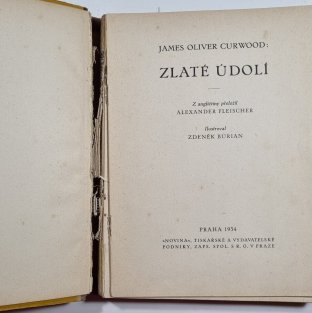 JAMES OLIVER CURWOOD:
ZLATÉ ÚDOLÍ
Z angličtiny přeložil
ALEXANDER FLEISCHER
Ilustroval
ZDENĚK BURIAN
PRAHA 1934
»NOVINA«, TISKAŘSKÉ A VYDAVATELSKÉ
PODNIKY, ZAPS. SPOL. S R. O. V PRAZE